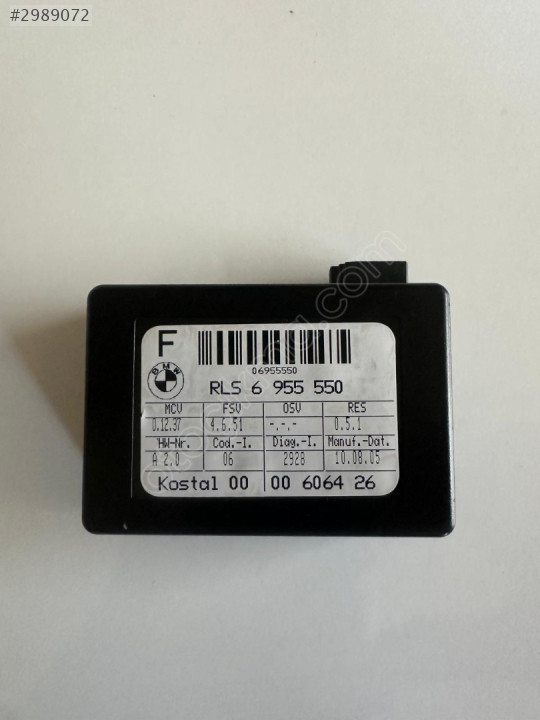 #2989072
F
06955550
BMW
RLS 6 955 550
MCV FSV OSV RES
0.12.37 4.6.51 -.-.- 0.5.1
HW-Nr. Cod.-I. Diag.-I. Manuf.-Dat.
A 2.0 06 2928 10.08.05
Kostal 00 00 6064 26